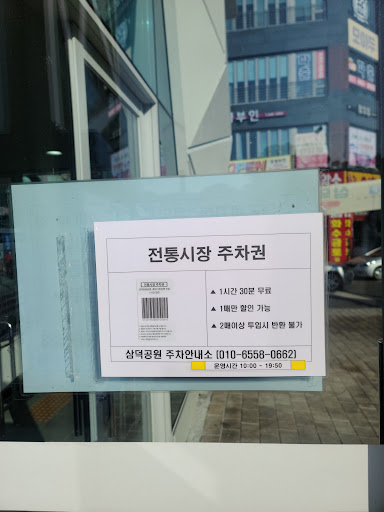 전통시장 주차권
▲ 1시간 30분 무료
▲ 1매만 할인 가능
▲ 2매이상 투입시 반환 불가
삼덕공원 주차안내소 (010-6558-0662)
운영시간 10:00 ~ 19:50